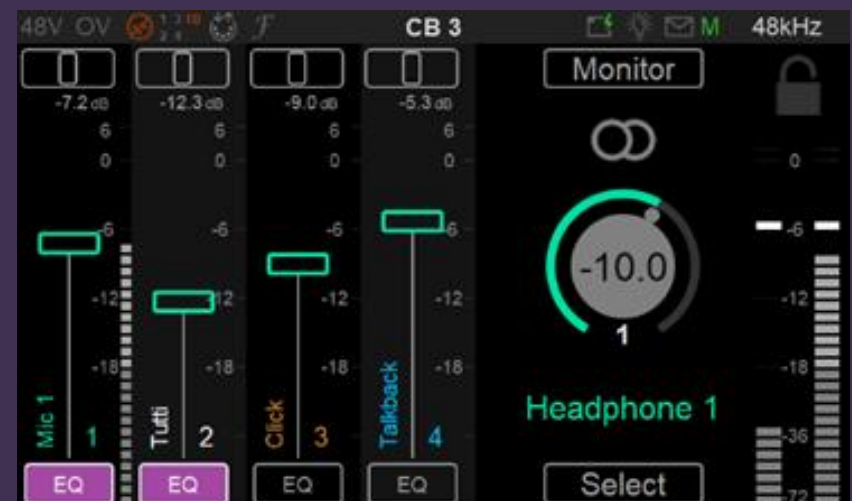 48V OV CB 3 M 48kHz
-7.2 dB -12.3 dB -9.0 dB -5.3 dB Monitor
6 6 6 6
0 0 0 0 0
-6 -6 -6 -6 -6
-10.0
-12 12 -12 -12 -12
1
-18 -18 -18 -18 -18
Mic 1 1 Tutti 2 Click 3 Talkback 4
Headphone 1
-36
EQ EQ EQ EQ Select
-72